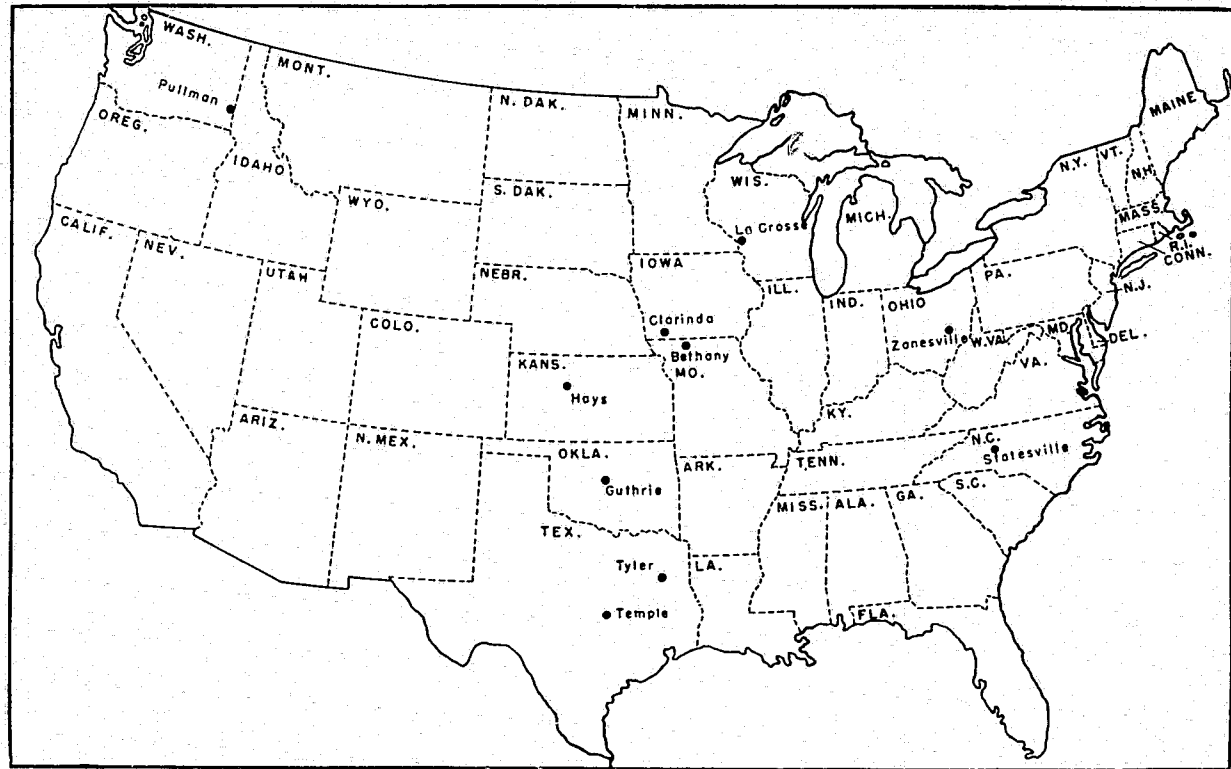 WASH.
MONT.
Pullman
N. DAK.
MINN.
MAINE
OREG.
IDAHO
N.Y.
VT.
N.H.
WIS.
S. DAK.
WYO.
MICH.
MASS.
CALIF.
La Crosse
NEV.
R.I.
CONN.
IOWA
UTAH
NEBR.
PA.
ILL.
N.J.
IND.
OHIO
COLO.
Clarinda
Zanesville
W. VA.
MD.
DEL.
Bethany
VA.
KANS.
MO.
Hays
KY.
ARIZ.
N. MEX.
N.C.
OKLA.
Statesville
TENN.
ARK.
Guthrie
S.C.
GA.
MISS.
ALA.
TEX.
Tyler
LA.
Temple
FLA.